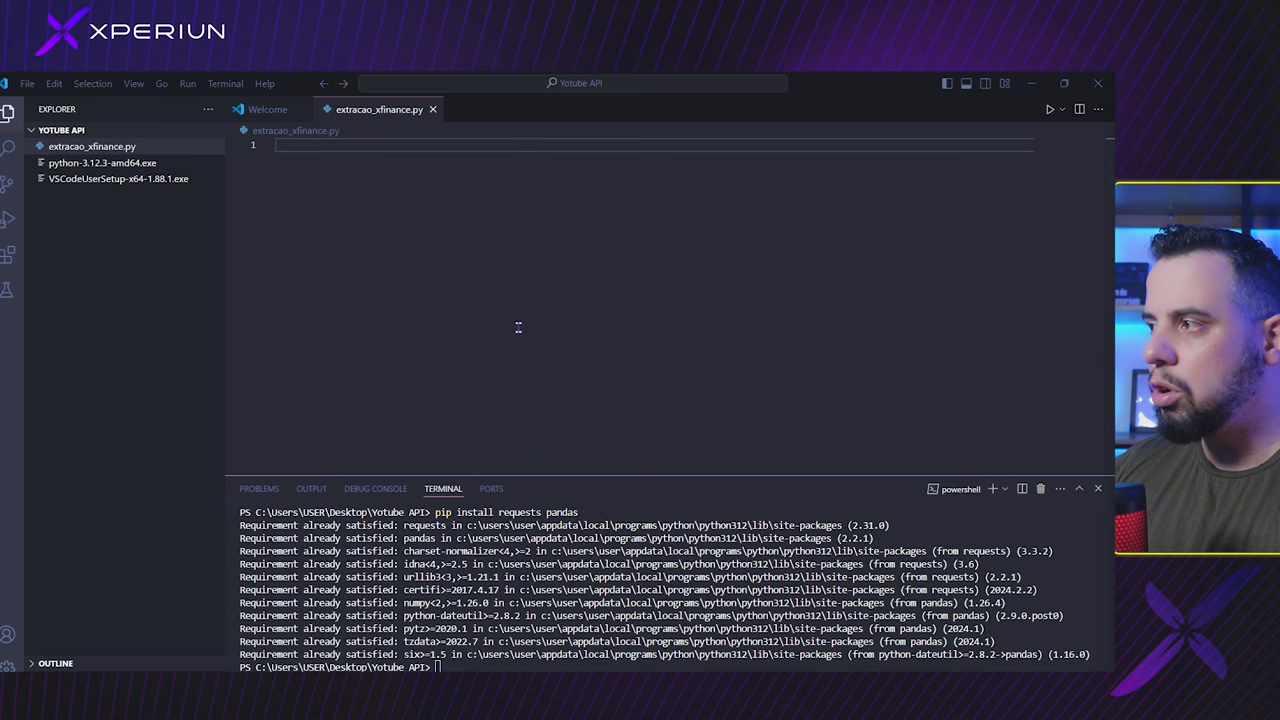 XPERIUN
File Edit Selection View Go Run Terminal Help
Yotube API
EXPLORER
Welcome
extracao_xfinance.py
YOTUBE API
extracao_xfinance.py
extracao_xfinance.py
python-3.12.3-amd64.exe
VSCodeUserSetup-x64-1.88.1.exe
1
PROBLEMS OUTPUT DEBUG CONSOLE TERMINAL PORTS
powershell
PS C:\Users\USER\Desktop\Yotube API> pip install requests pandas
Requirement already satisfied: requests in c:\users\user\appdata\local\programs\python\python312\lib\site-packages (2.31.0)
Requirement already satisfied: pandas in c:\users\user\appdata\local\programs\python\python312\lib\site-packages (2.2.1)
Requirement already satisfied: charset-normalizer<4,>=2 in c:\users\user\appdata\local\programs\python\python312\lib\site-packages (from requests) (3.3.2)
Requirement already satisfied: idna<4,>=2.5 in c:\users\user\appdata\local\programs\python\python312\lib\site-packages (from requests) (3.6)
Requirement already satisfied: urllib3<3,>=1.21.1 in c:\users\user\appdata\local\programs\python\python312\lib\site-packages (from requests) (2.2.1)
Requirement already satisfied: certifi>=2017.4.17 in c:\users\user\appdata\local\programs\python\python312\lib\site-packages (from requests) (2024.2.2)
Requirement already satisfied: numpy<2,>=1.26.0 in c:\users\user\appdata\local\programs\python\python312\lib\site-packages (from pandas) (1.26.4)
Requirement already satisfied: python-dateutil>=2.8.2 in c:\users\user\appdata\local\programs\python\python312\lib\site-packages (from pandas) (2.9.0.post0)
Requirement already satisfied: pytz>=2020.1 in c:\users\user\appdata\local\programs\python\python312\lib\site-packages (from pandas) (2024.1)
Requirement already satisfied: tzdata>=2022.7 in c:\users\user\appdata\local\programs\python\python312\lib\site-packages (from pandas) (2024.1)
Requirement already satisfied: six>=1.5 in c:\users\user\appdata\local\programs\python\python312\lib\site-packages (from python-dateutil>=2.8.2->pandas) (1.16.0)
PS C:\Users\USER\Desktop\Yotube API>
OUTLINE